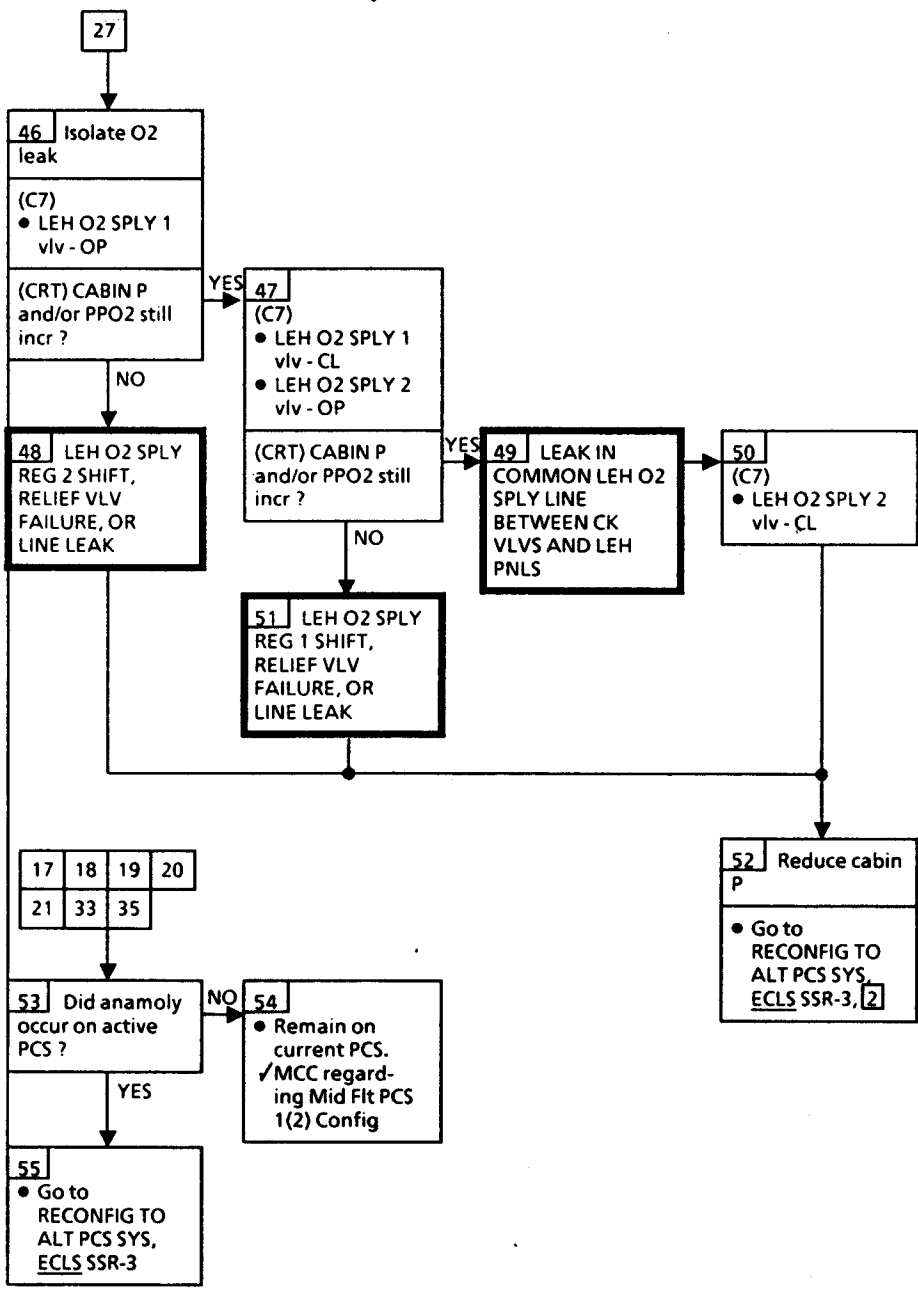 27
46 Isolate O2
leak
(C7)
● LEH O2 SPLY 1
vlv - OP
(CRT) CABIN P
and/or PPO2 still
incr ?
YES
NO
47
(C7)
● LEH O2 SPLY 1
vlv - CL
● LEH O2 SPLY 2
vlv - OP
(CRT) CABIN P
and/or PPO2 still
incr ?
YES
NO
48 LEH O2 SPLY
REG 2 SHIFT,
RELIEF VLV
FAILURE, OR
LINE LEAK
49 LEAK IN
COMMON LEH O2
SPLY LINE
BETWEEN CK
VLVS AND LEH
PNLS
50
(C7)
● LEH O2 SPLY 2
vlv - CL
51 LEH O2 SPLY
REG 1 SHIFT,
RELIEF VLV
FAILURE, OR
LINE LEAK
52 Reduce cabin
P
● Go to
RECONFIG TO
ALT PCS SYS,
ECLS SSR-3, 2
17 18 19 20
21 33 35
53 Did anamoly
occur on active
PCS ?
NO
YES
54
● Remain on
current PCS.
✓MCC regard-
ing Mid Flt PCS
1(2) Config
55
● Go to
RECONFIG TO
ALT PCS SYS,
ECLS SSR-3